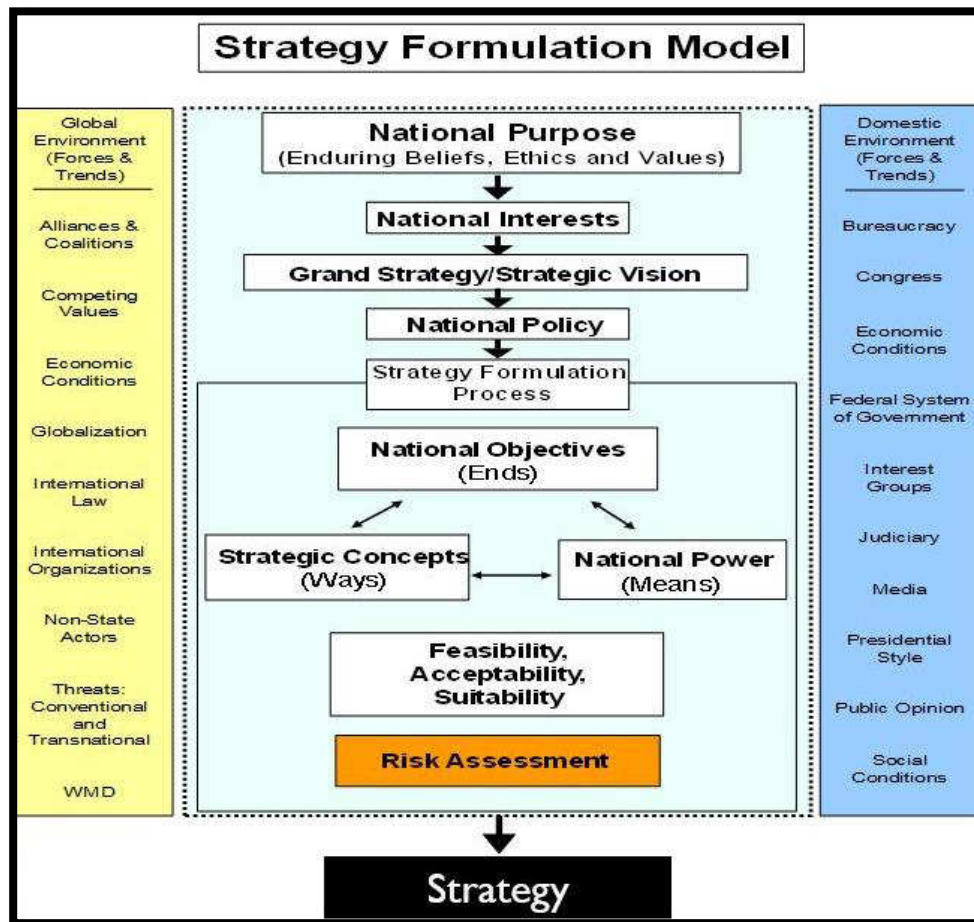 Strategy Formulation Model
Global
Environment
(Forces &
Trends)
Alliances &
Coalitions
Competing
Values
Economic
Conditions
Globalization
International
Law
International
Organizations
Non-State
Actors
Threats:
Conventional
and
Transnational
WMD
National Purpose
(Enduring Beliefs, Ethics and Values)
National Interests
Grand Strategy/Strategic Vision
National Policy
Strategy Formulation
Process
National Objectives
(Ends)
Strategic Concepts
(Ways)
National Power
(Means)
Feasibility,
Acceptability,
Suitability
Risk Assessment
Strategy
Domestic
Environment
(Forces &
Trends)
Bureaucracy
Congress
Economic
Conditions
Federal System
of Government
Interest
Groups
Judiciary
Media
Presidential
Style
Public Opinion
Social
Conditions